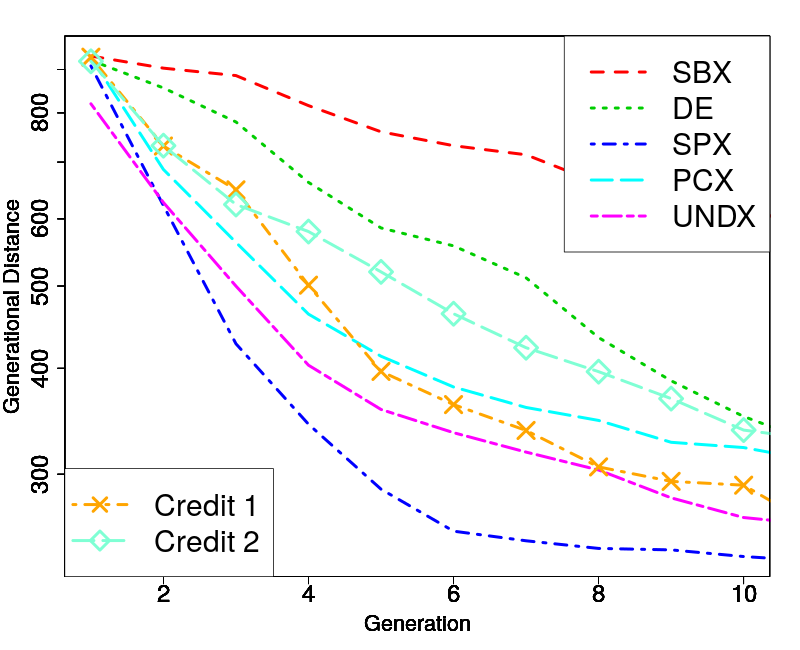 SBX
DE
SPX
PCX
UNDX
Generational Distance
800
600
500
400
300
Credit 1
Credit 2
2 4 6 8 10
Generation